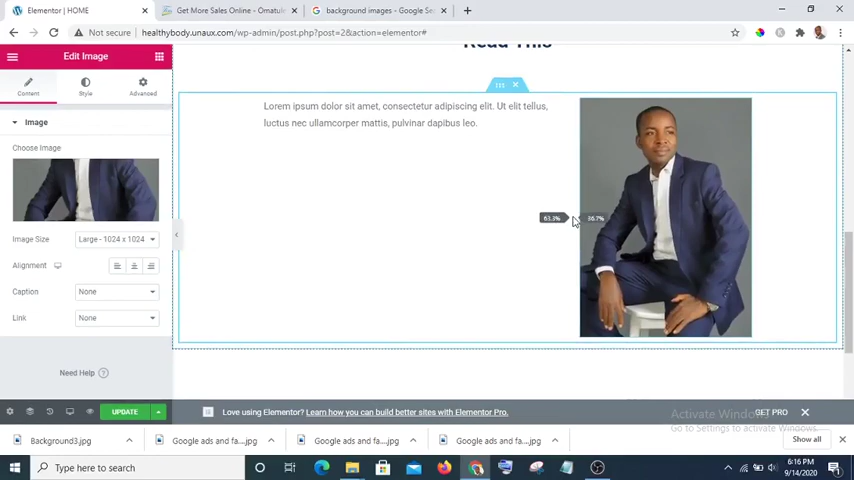 Elementor | HOME
Get More Sales Online - Omatule
background images - Google Se
Not secure | healthybody.unaux.com/wp-admin/post.php?post=2&action=elementor#
Edit Image
Content
Style
Advanced
Image
Choose Image
Image Size
Large - 1024 x 1024
Alignment
Caption
None
Link
None
Need Help
UPDATE
Read This
Lorem ipsum dolor sit amet, consectetur adipiscing elit. Ut elit tellus,
luctus nec ullamcorper mattis, pulvinar dapibus leo.
63.3%
36.7%
Love using Elementor? Learn how you can build better sites with Elementor Pro.
GET PRO
Activate Windows
Go to Settings to activate Windows.
Background3.jpg
Google ads and fa....jpg
Google ads and fa....jpg
Google ads and fa....jpg
Show all
Type here to search
6:16 PM
9/14/2020